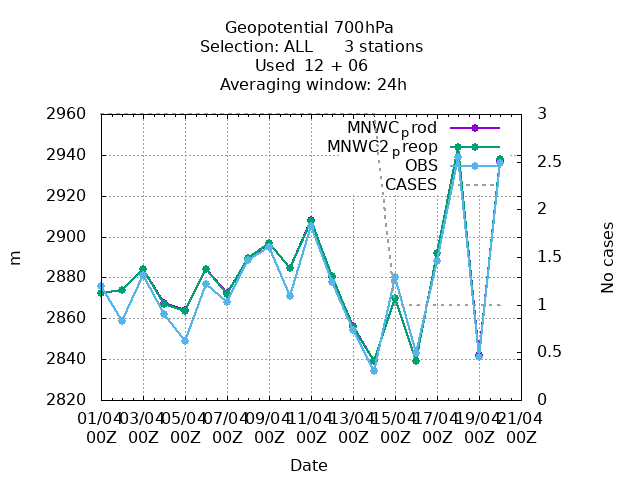 Geopotential 700hPa
Selection: ALL 3 stations
Used 12 + 06
Averaging window: 24h
2960
2940
2920
2900
2880
2860
2840
2820
m
3
2.5
2
1.5
1
0.5
0
No cases
MNWCprod
MNWC2preop
OBS
CASES
01/04 03/04 05/04 07/04 09/04 11/04 13/04 15/04 17/04 19/04 21/04
00Z 00Z 00Z 00Z 00Z 00Z 00Z 00Z 00Z 00Z 00Z
Date